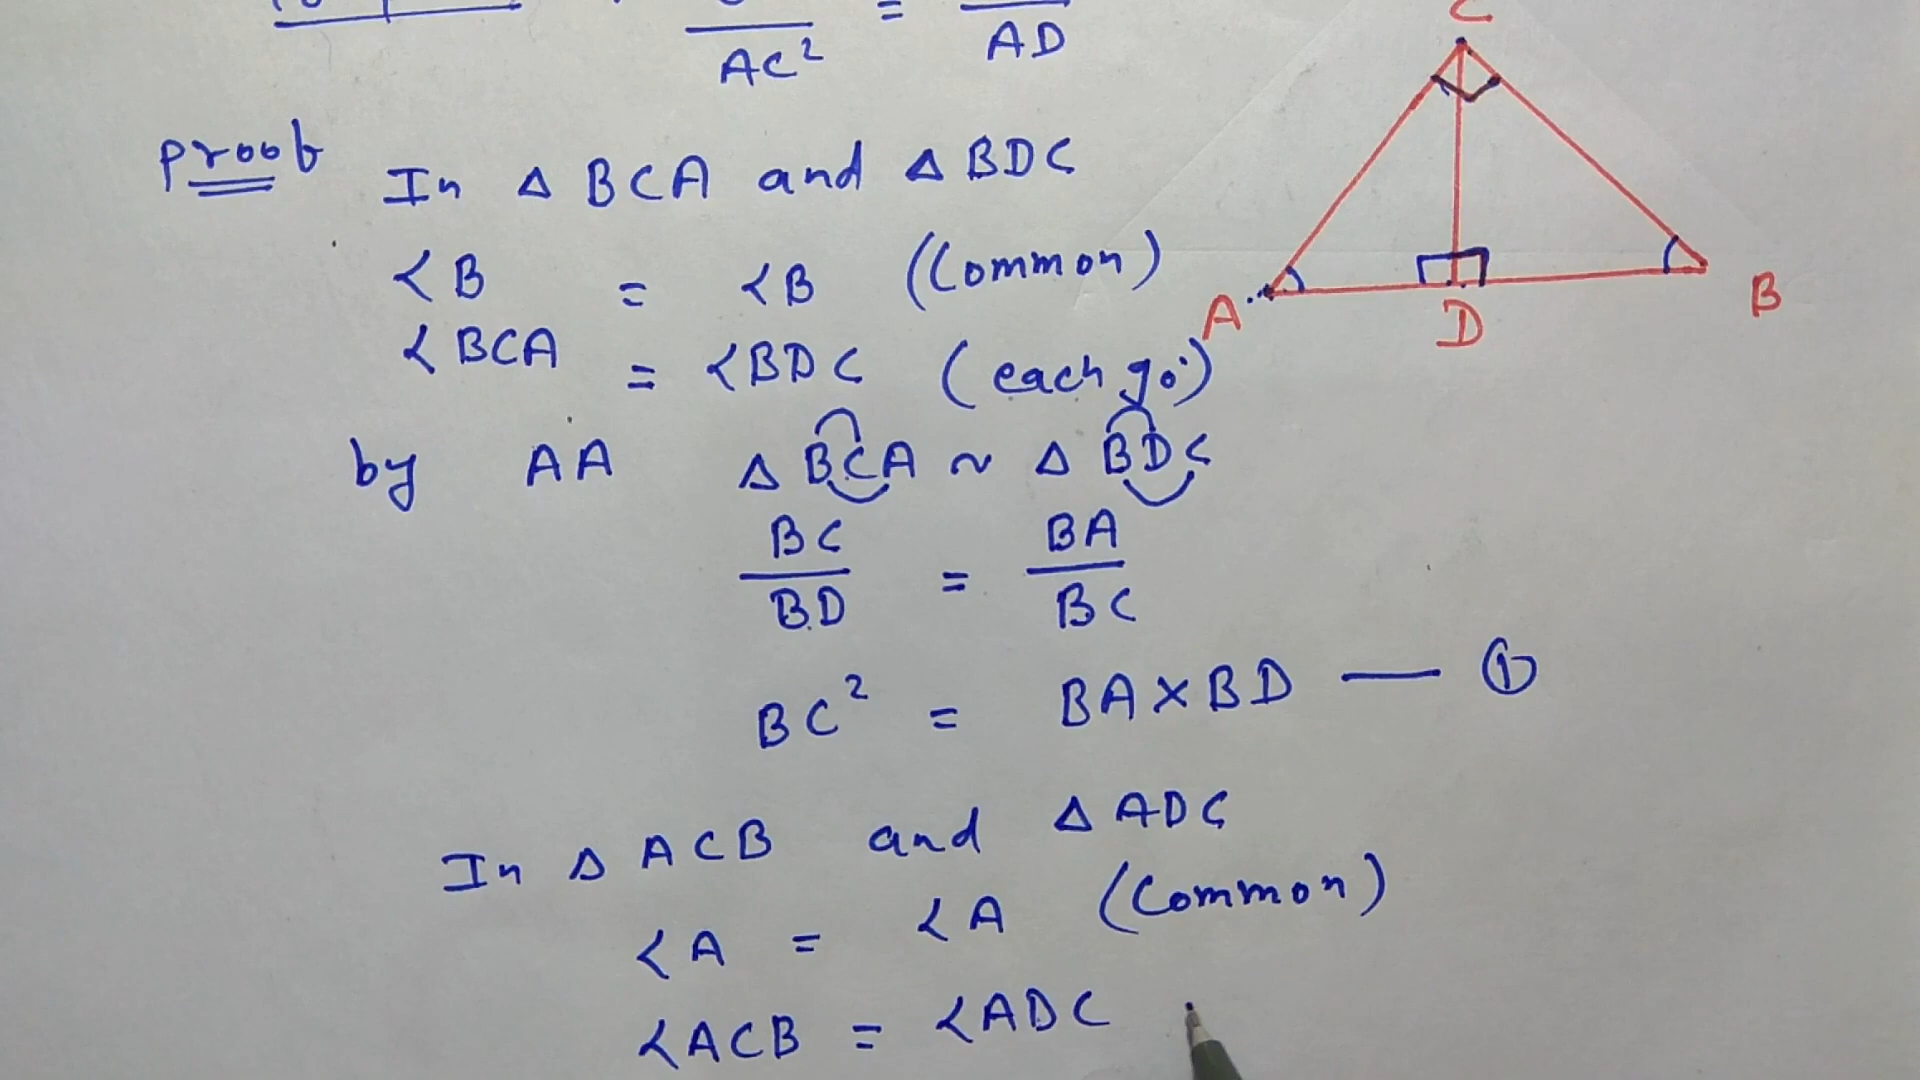 AC² = AD
C
Proof In Δ BCA and Δ BDC
∠B = ∠B (Common)
A D B
∠BCA = ∠BDC (each 90°)
by AA Δ BCA ~ Δ BDC
BC/BD = BA/BC
BC² = BA×BD — ①
In Δ ACB and Δ ADC
∠A = ∠A (Common)
∠ACB = ∠ADC